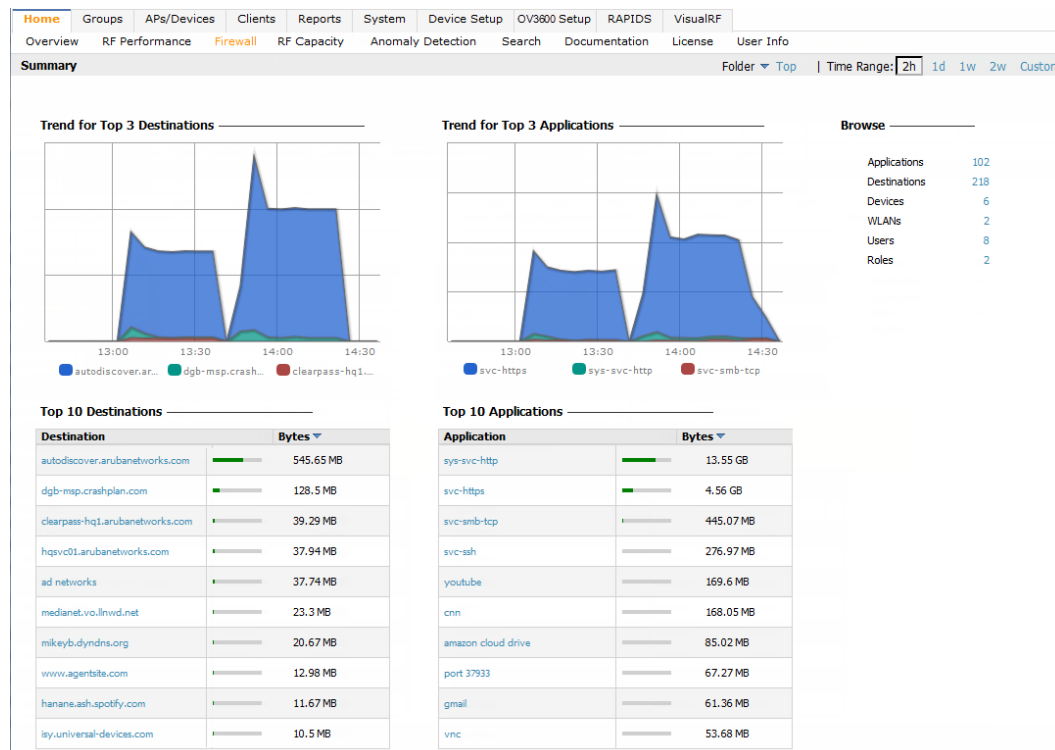 Home Groups APs/Devices Clients Reports System Device Setup OV3600 Setup RAPIDS VisualRF
Overview RF Performance Firewall RF Capacity Anomaly Detection Search Documentation License User Info
Summary Folder Top | Time Range: 2h 1d 1w 2w Custor
Trend for Top 3 Destinations
13:00 13:30 14:00 14:30
autodiscover.ar... dgb-msp.crash... clearpass-hq1....
Trend for Top 3 Applications
13:00 13:30 14:00 14:30
svc-https sys-svc-http svc-smb-tcp
Browse
Applications 102
Destinations 218
Devices 6
WLANs 2
Users 8
Roles 2
Top 10 Destinations
Destination Bytes
autodiscover.arubanetworks.com 545.65 MB
dgb-msp.crashplan.com 128.5 MB
clearpass-hq1.arubanetworks.com 39.29 MB
hqsvc01.arubanetworks.com 37.94 MB
ad networks 37.74 MB
medianet.vo.llnwd.net 23.3 MB
mikeyb.dyndns.org 20.67 MB
www.agentsite.com 12.98 MB
hanane.ash.spotify.com 11.67 MB
isy.universal-devices.com 10.5 MB
Top 10 Applications
Application Bytes
sys-svc-http 13.55 GB
svc-https 4.56 GB
svc-smb-tcp 445.07 MB
svc-ssh 276.97 MB
youtube 169.6 MB
cnn 168.05 MB
amazon cloud drive 85.02 MB
port 37933 67.27 MB
gmail 61.36 MB
vnc 53.68 MB